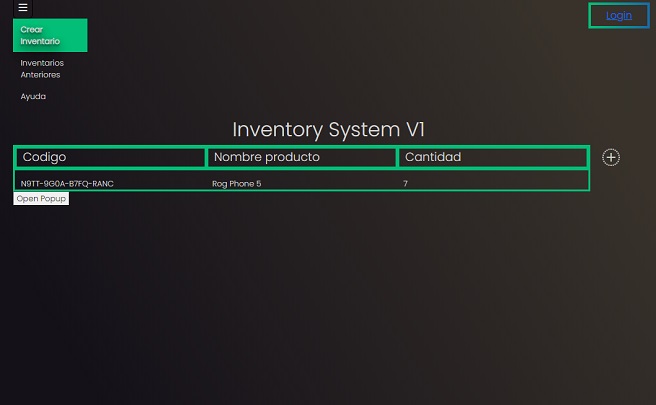 Login
Crear
Inventario
Inventarios
Anteriores
Ayuda
Inventory System V1
Codigo Nombre producto Cantidad
N9TT-9G0A-B7FQ-RANC Rog Phone 5 7
Open Popup